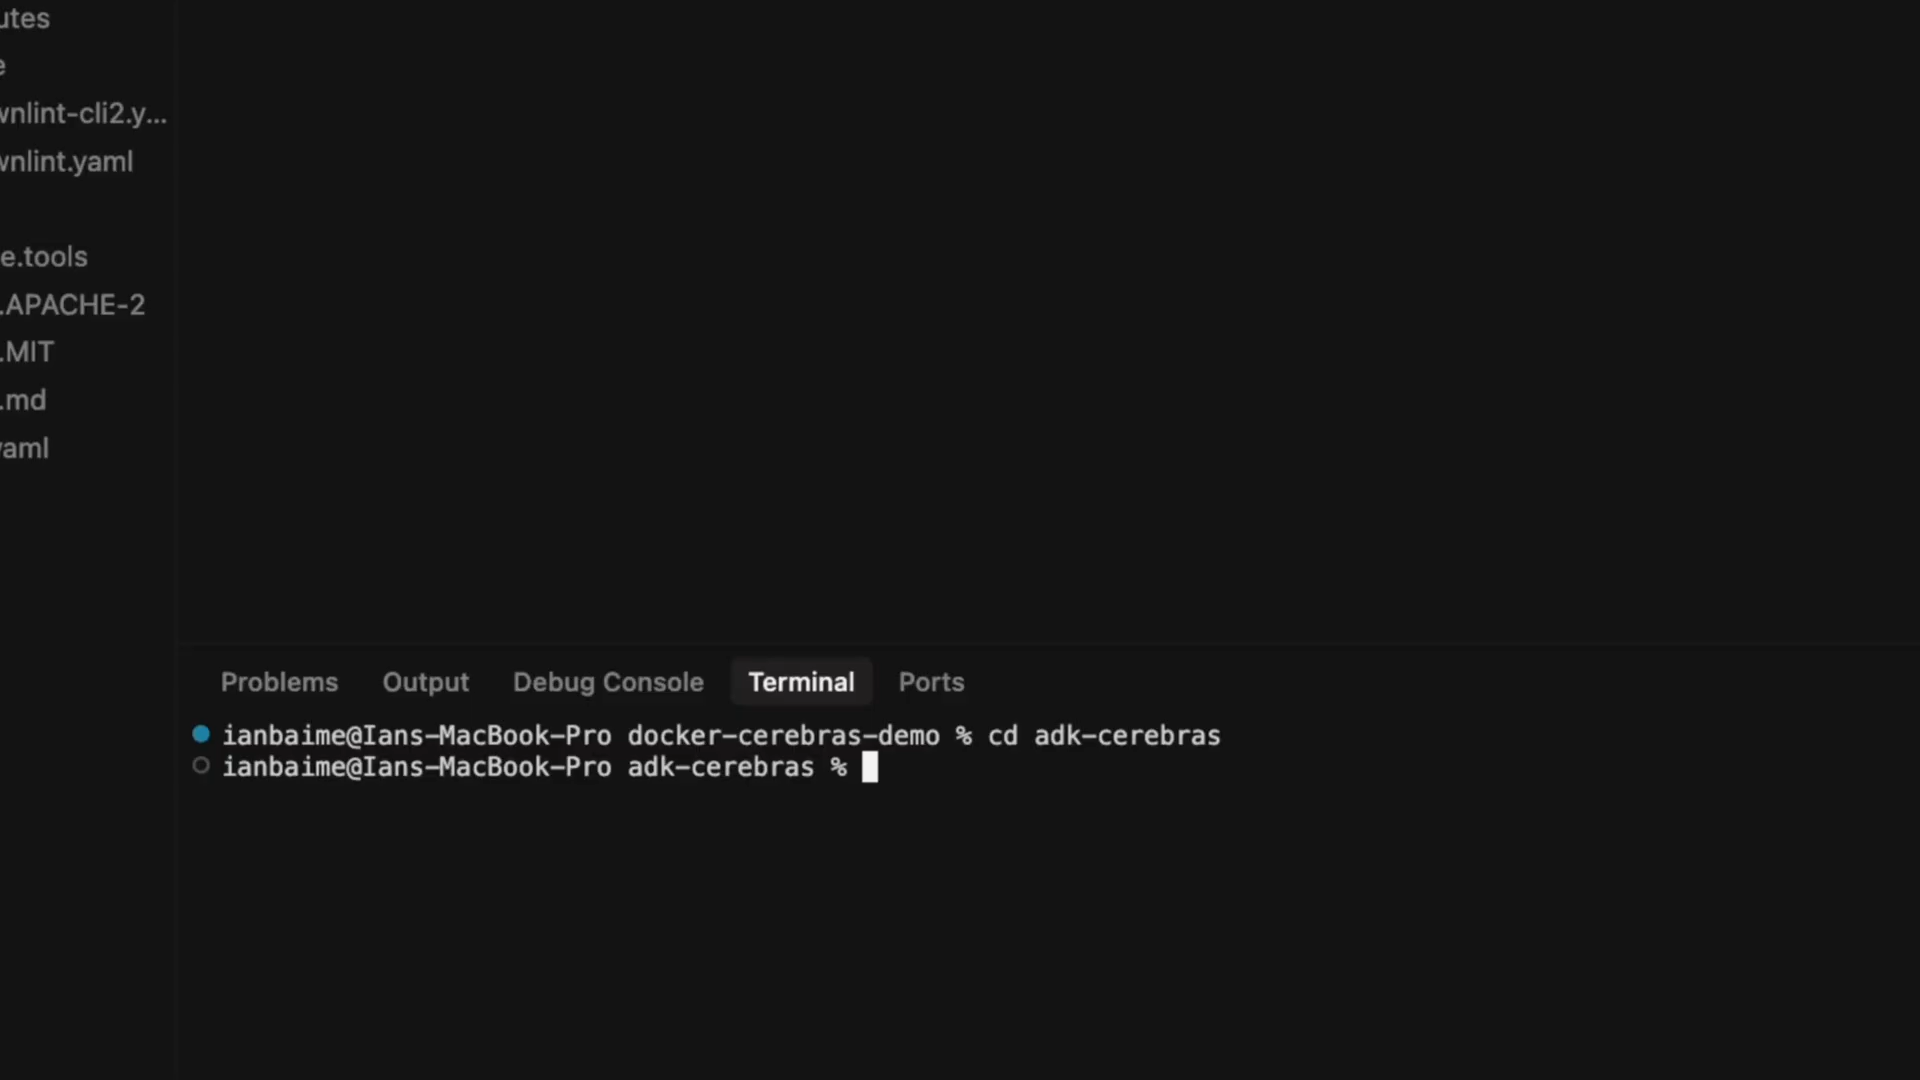 utes
e
wnlint-cli2.y...
wnlint.yaml
e.tools
.APACHE-2
.MIT
.md
yaml
Problems Output Debug Console Terminal Ports
ianbaime@Ians-MacBook-Pro docker-cerebras-demo % cd adk-cerebras
ianbaime@Ians-MacBook-Pro adk-cerebras %